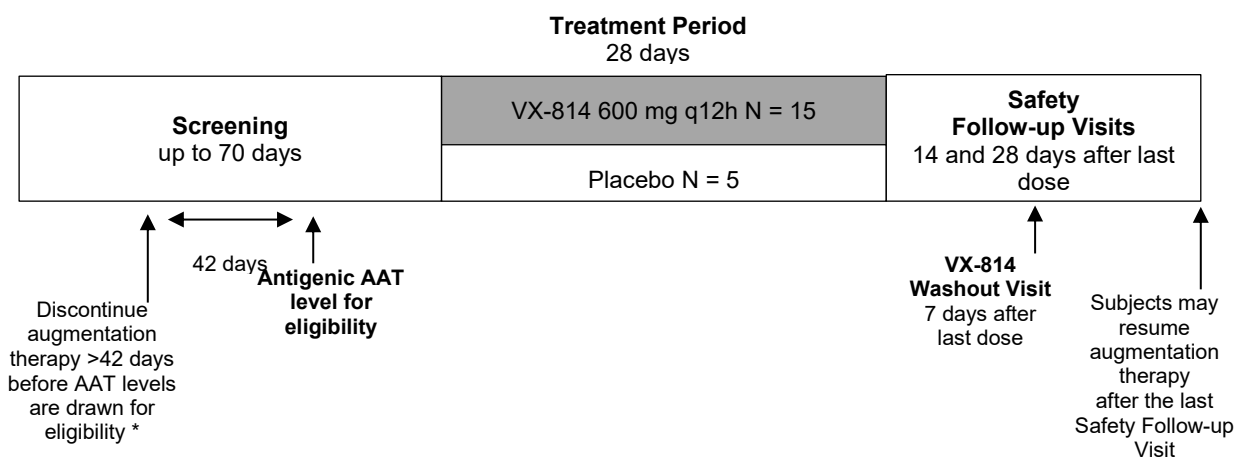 Treatment Period
28 days
Screening
up to 70 days
VX-814 600 mg q12h N = 15
Placebo N = 5
Safety
Follow-up Visits
14 and 28 days after last
dose
42 days
Discontinue
augmentation
therapy >42 days
before AAT levels
are drawn for
eligibility *
Antigenic AAT
level for
eligibility
VX-814
Washout Visit
7 days after
last dose
Subjects may
resume
augmentation
therapy
after the last
Safety Follow-up
Visit